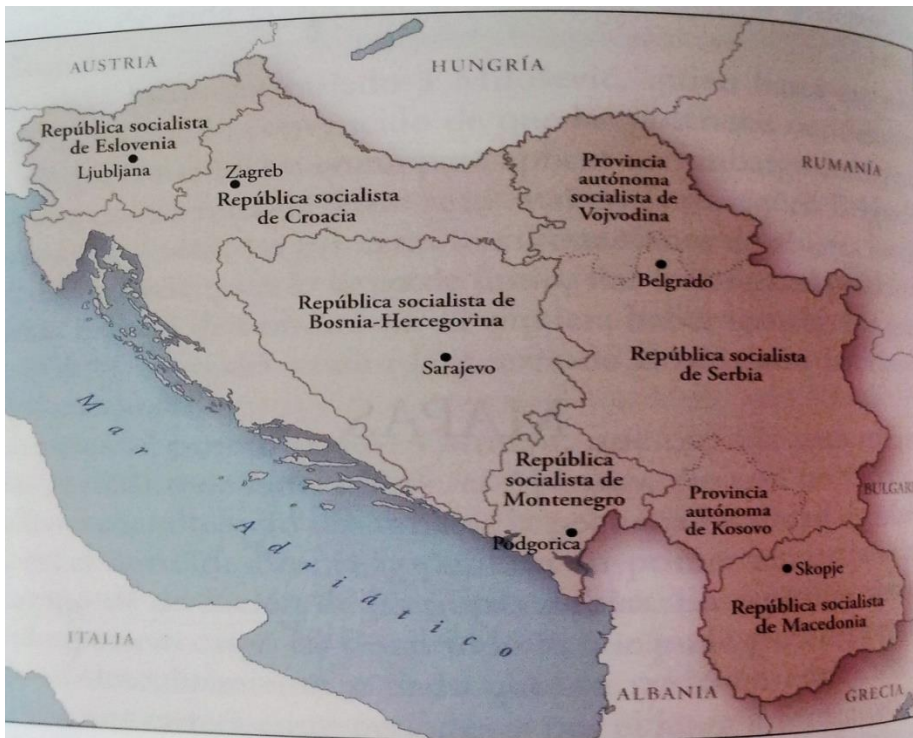 AUSTRIA
HUNGRÍA
República socialista
de Eslovenia
Ljubljana
Zagreb
República socialista
de Croacia
Provincia
autónoma
socialista de
Vojvodina
RUMANÍA
Belgrado
República socialista de
Bosnia-Hercegovina
Sarajevo
República socialista
de Serbia
Mar Adriático
República
socialista de
Montenegro
Podgorica
Provincia
autónoma
de Kosovo
BULGARI
Skopje
República socialista
de Macedonia
ITALIA
ALBANIA
GRECIA